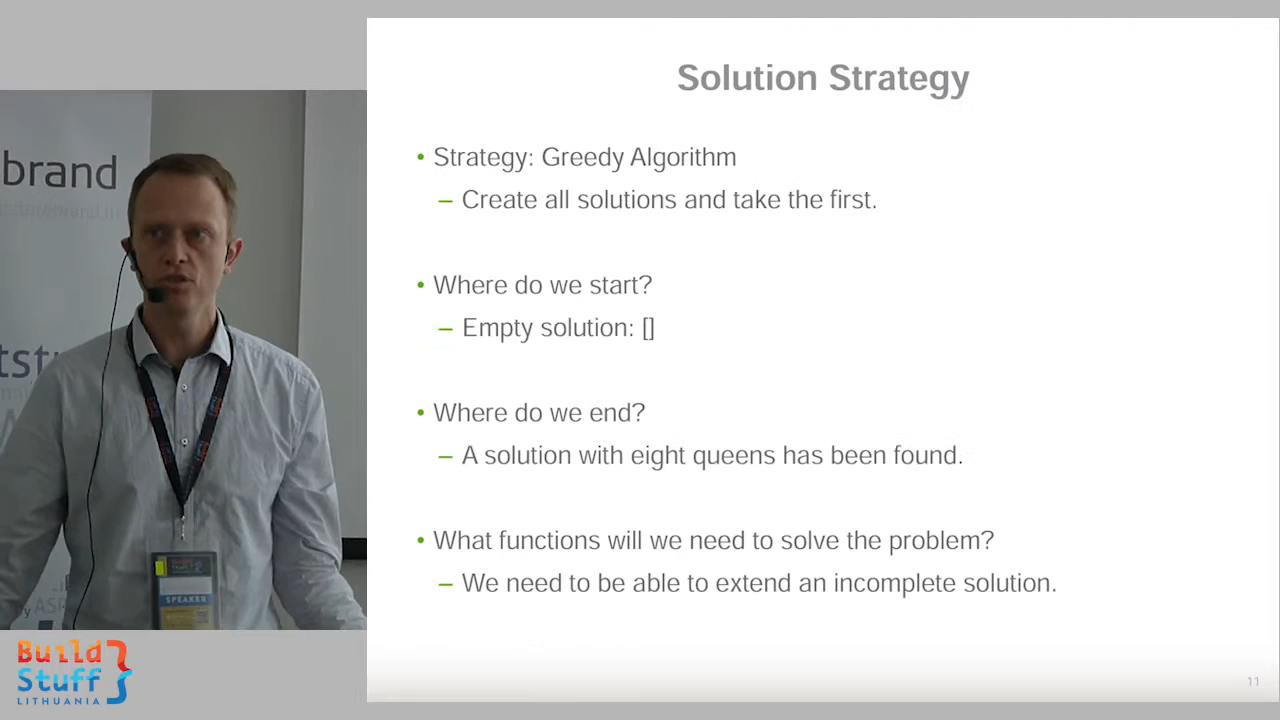 Solution Strategy
• Strategy: Greedy Algorithm
– Create all solutions and take the first.
• Where do we start?
– Empty solution: []
• Where do we end?
– A solution with eight queens has been found.
• What functions will we need to solve the problem?
– We need to be able to extend an incomplete solution.
11
brand
SPEAKER
Build
Stuff
LITHUANIA